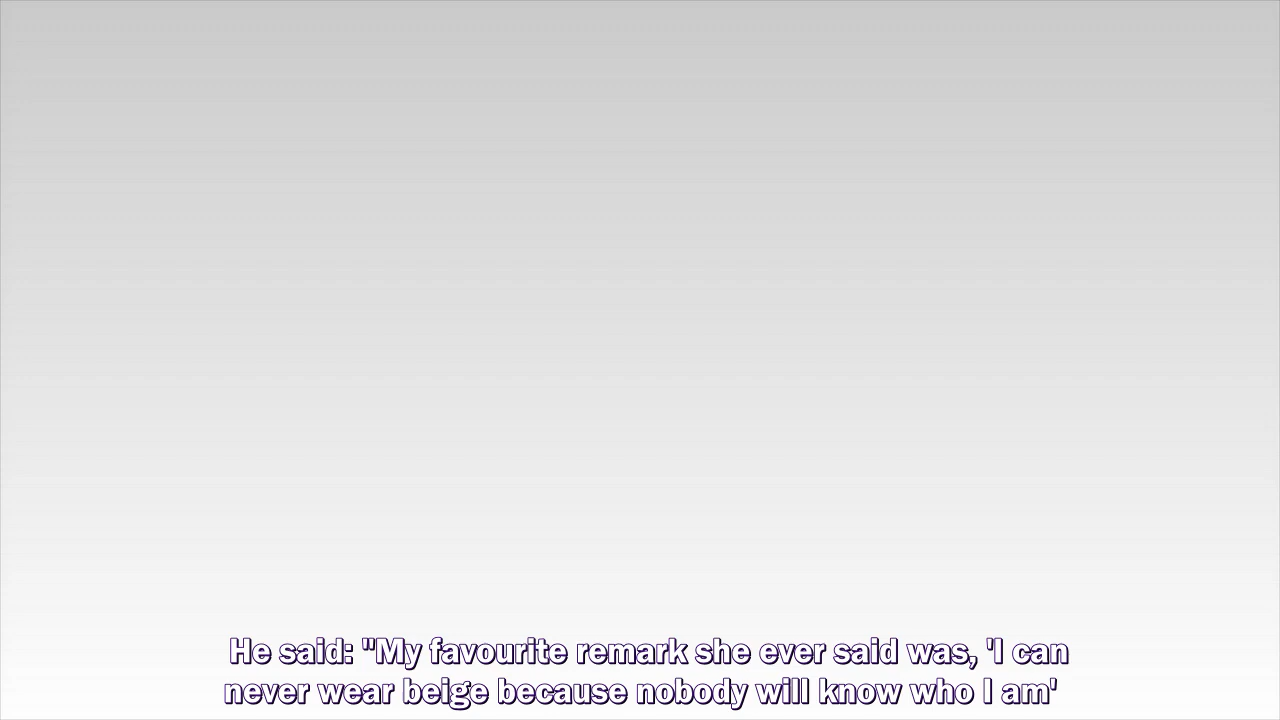 He said: "My favourite remark she ever said was, 'I can
never wear beige because nobody will know who I am'